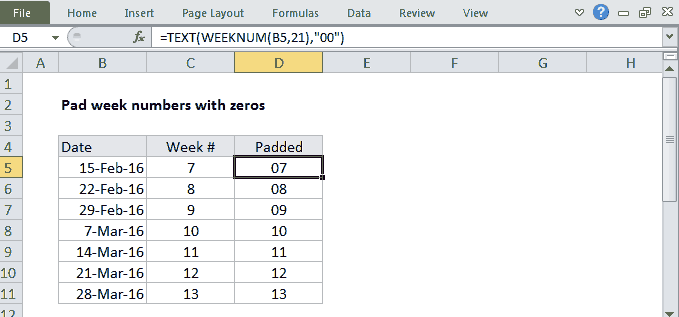 File Home Insert Page Layout Formulas Data Review View
D5 fx =TEXT(WEEKNUM(B5,21),"00")
A B C D E F G H
1
2 Pad week numbers with zeros
3
4 Date Week # Padded
5 15-Feb-16 7 07
6 22-Feb-16 8 08
7 29-Feb-16 9 09
8 7-Mar-16 10 10
9 14-Mar-16 11 11
10 21-Mar-16 12 12
11 28-Mar-16 13 13
12